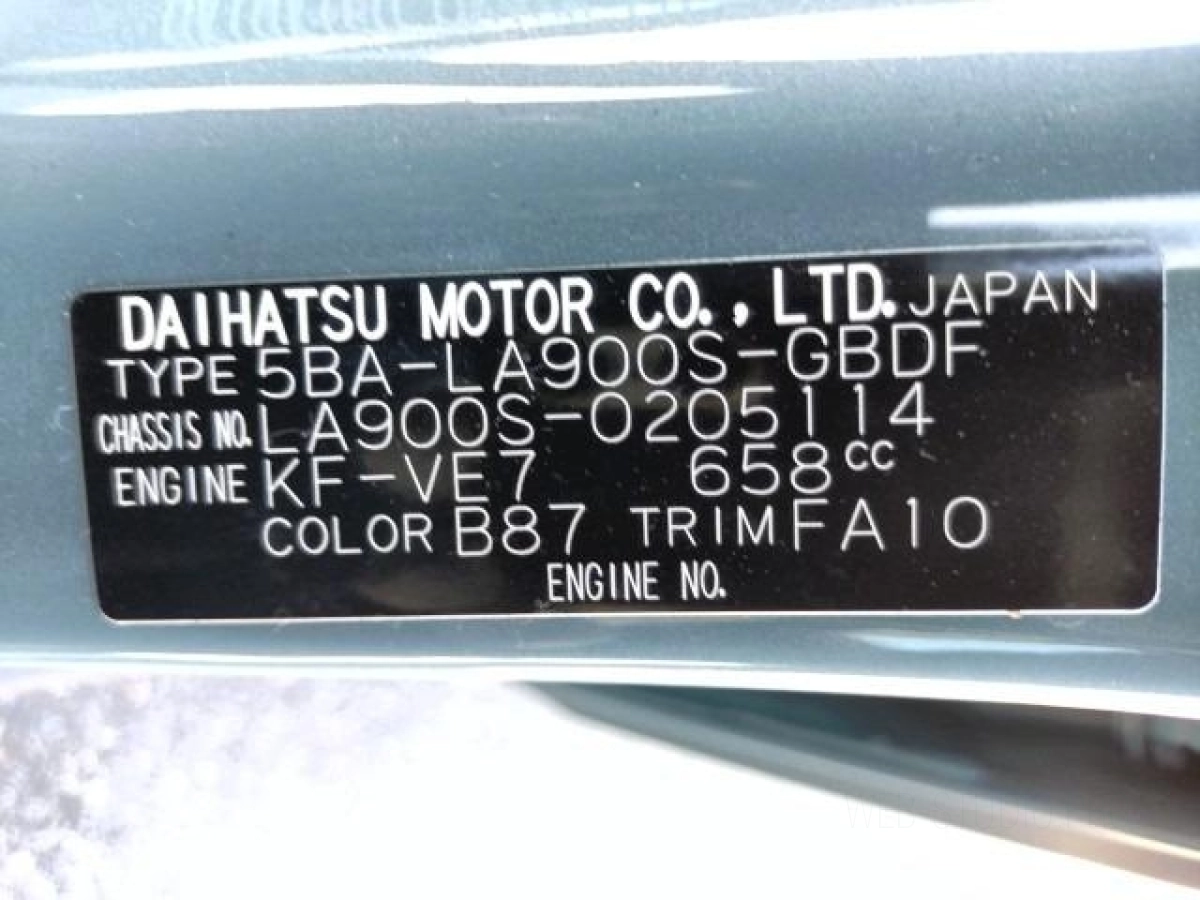 DAIHATSU MOTOR CO., LTD. JAPAN
TYPE 5BA-LA900S-GBDF
CHASSIS NO. LA900S-0205114
ENGINE KF-VE7 658cc
COLOR B87 TRIM FA10
ENGINE NO.